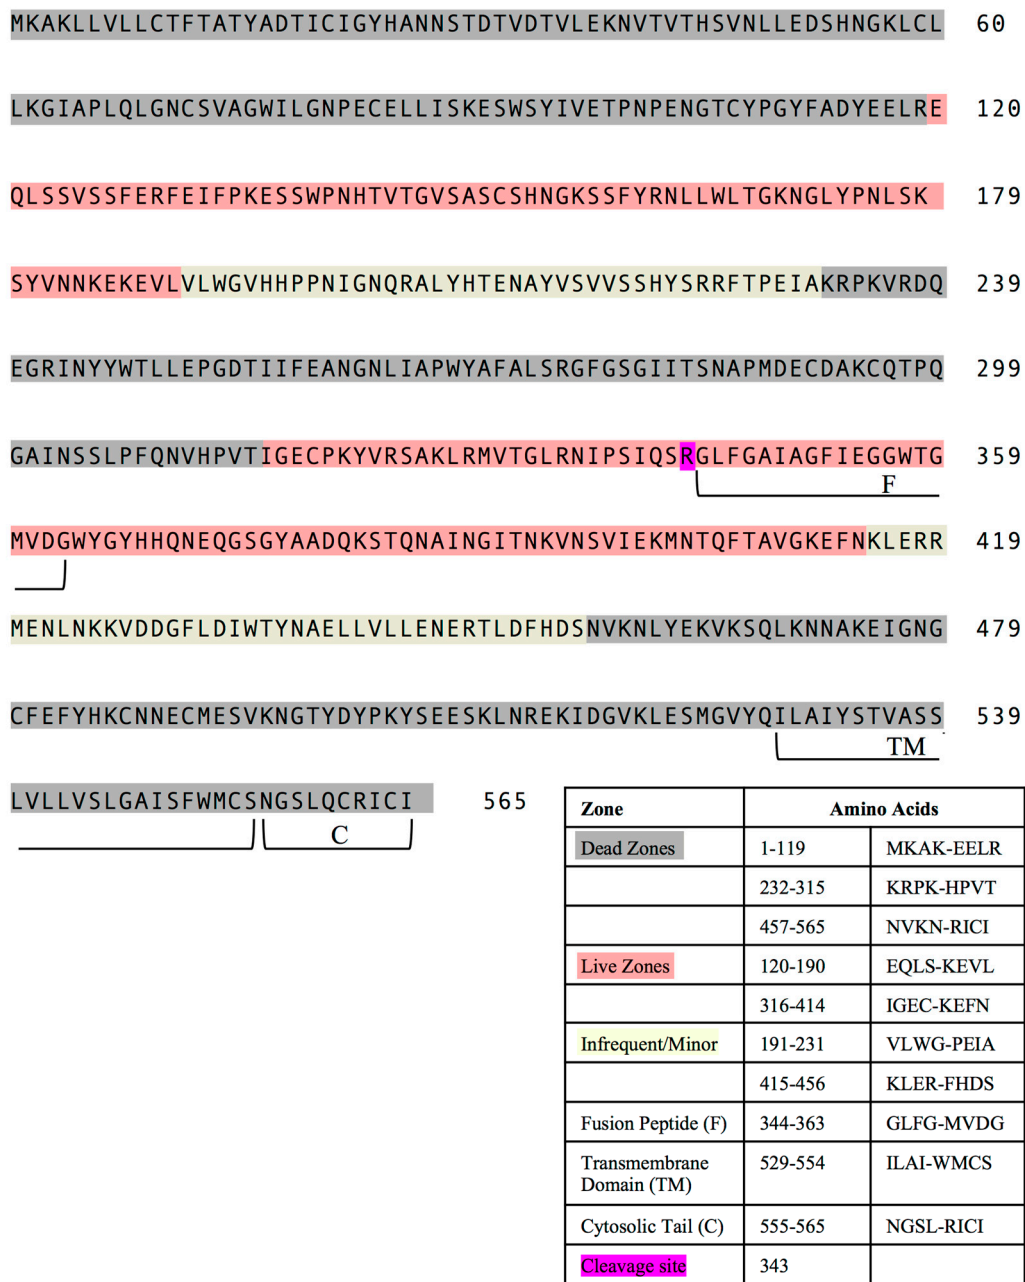 MKAKLLVLLCTFTATYADTICIGYHANNSTDTVDTVLEKNVTVTHSVNLLEDSHNGKLCL 60
LKGIAPLQLGNCSVAGWILGNPECELLISKESWSYIVETPNPENGTCYPGYFADYEELRE 120
QLSSVSSFERFEIFPKESSWPNHTVTGVSASCSHNGKSSFYRNLLWLTGKNGLYPNLSK 179
SYVNNKEKEVLVLWGVHHPPNIGNQRALYHTENAYVSVVSSHYSRRFTPEIAKRPKVRDQ 239
EGRINYYWTLLEPGDTIIFEANGNLIAPWYAFALSRGFGSGIITSNAPMDECDAKCQTPQ 299
GAINSSLPFQNVHPVTIGECPKYVRSAKLRMVTGLRNIPSIQSRGLFGAIAGFIEGGWTG 359
F
MVDGWYGYHHQNEQGSGYAADQKSTQNAINGITNKVNSVIEKMNTQFTAVGKEFNKLERR 419
MENLNKKVDDGFLDIWTYNAELLVLLENERTLDFHDSNVKNLYEKVKSQLKNNAKEIGNG 479
CFEFYHKCNNECMESVKNGTYDYPKYSEESKLNREKIDGVKLESMGVYQILAIYSTVASS 539
TM
LVLLVSLGAISFWMCSNGSLQCRICI 565
C
Zone Amino Acids
Dead Zones 1-119 MKAK-EELR
232-315 KRPK-HPVT
457-565 NVKN-RICI
Live Zones 120-190 EQLS-KEVL
316-414 IGEC-KEFN
Infrequent/Minor 191-231 VLWG-PEIA
415-456 KLER-FHDS
Fusion Peptide (F) 344-363 GLFG-MVDG
Transmembrane 529-554 ILAI-WMCS
Domain (TM)
Cytosolic Tail (C) 555-565 NGSL-RICI
Cleavage site 343